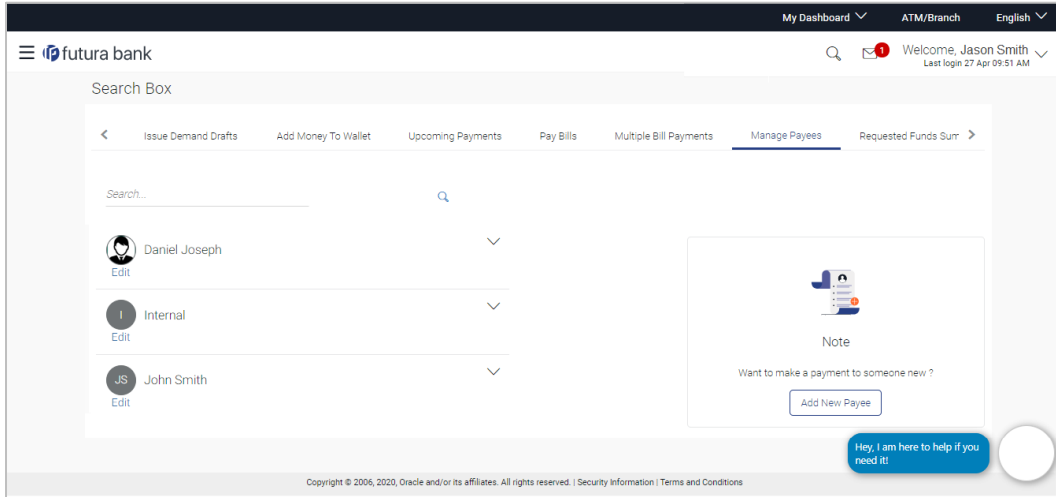 My Dashboard ATM/Branch English
futura bank
1
Welcome, Jason Smith
Last login 27 Apr 09:51 AM
Search Box
Issue Demand Drafts Add Money To Wallet Upcoming Payments Pay Bills Multiple Bill Payments Manage Payees Requested Funds Sum
Search...
Daniel Joseph
Edit
I Internal
Edit
JS John Smith
Edit
Note
Want to make a payment to someone new ?
Add New Payee
Hey, I am here to help if you
need it!
Copyright © 2006, 2020, Oracle and/or its affiliates. All rights reserved. | Security Information | Terms and Conditions